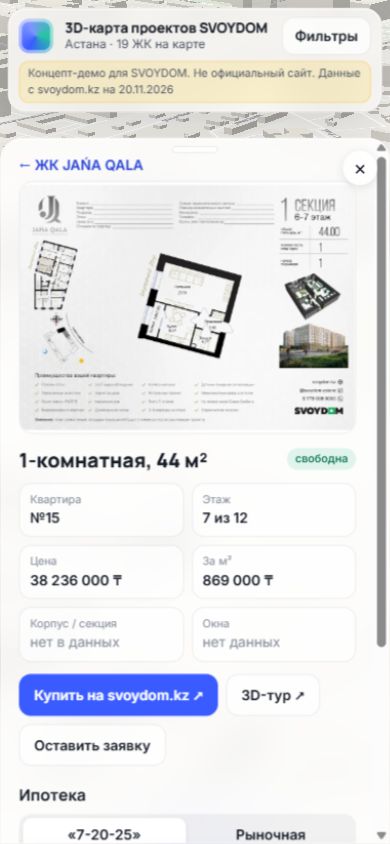 3D-карта проектов SVOYDOM
Астана · 19 ЖК на карте
Фильтры
Концепт-демо для SVOYDOM. Не официальный сайт. Данные
с svoydom.kz на 20.11.2026
← ЖК JAŃA QALA
×
JAŃA QALA
1 СЕКЦИЯ
6-7 этаж
44.00
1
1
SVOYDOM
1-комнатная, 44 м²
свободна
Квартира
№15
Этаж
7 из 12
Цена
38 236 000 ₸
За м²
869 000 ₸
Корпус / секция
нет в данных
Окна
нет данных
Купить на svoydom.kz ↗
3D-тур ↗
Оставить заявку
Ипотека
«7-20-25»
Рыночная